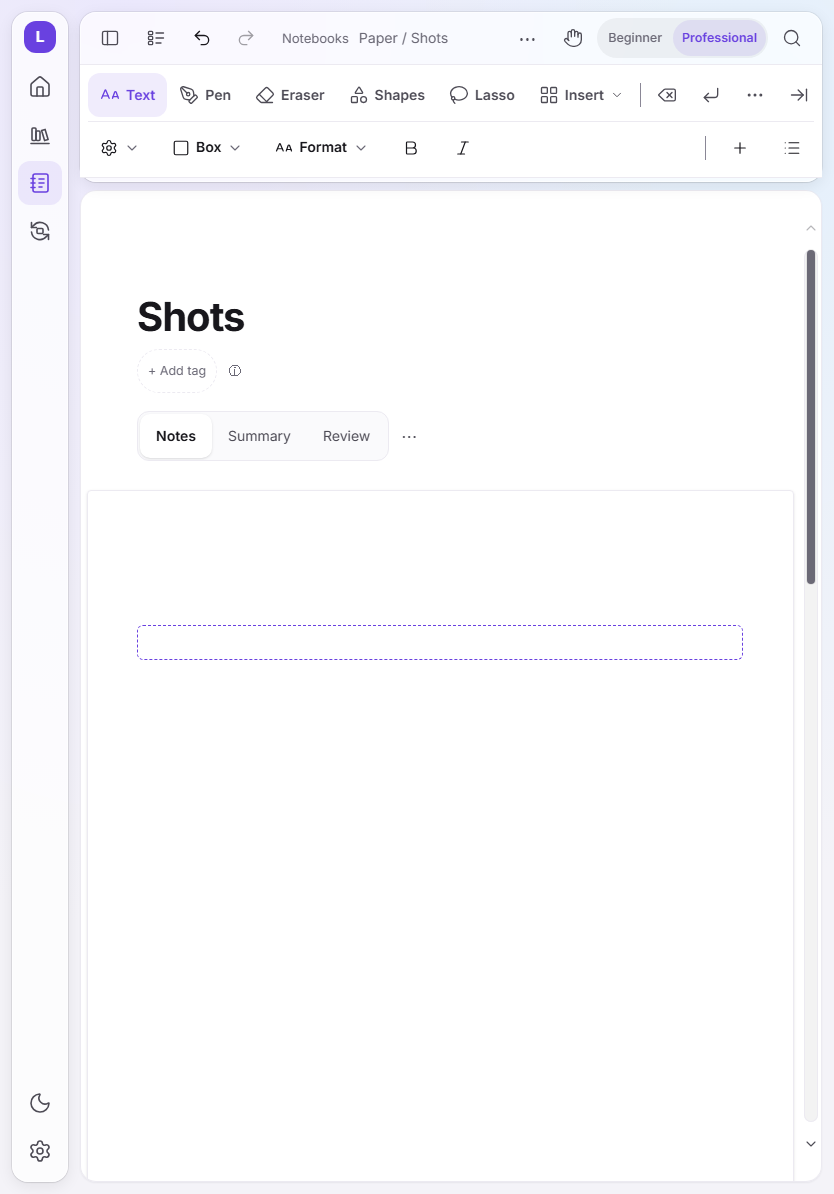 L
Notebooks Paper / Shots
Beginner Professional
Text Pen Eraser Shapes Lasso Insert
Box Format B I
Shots
+ Add tag
Notes Summary Review